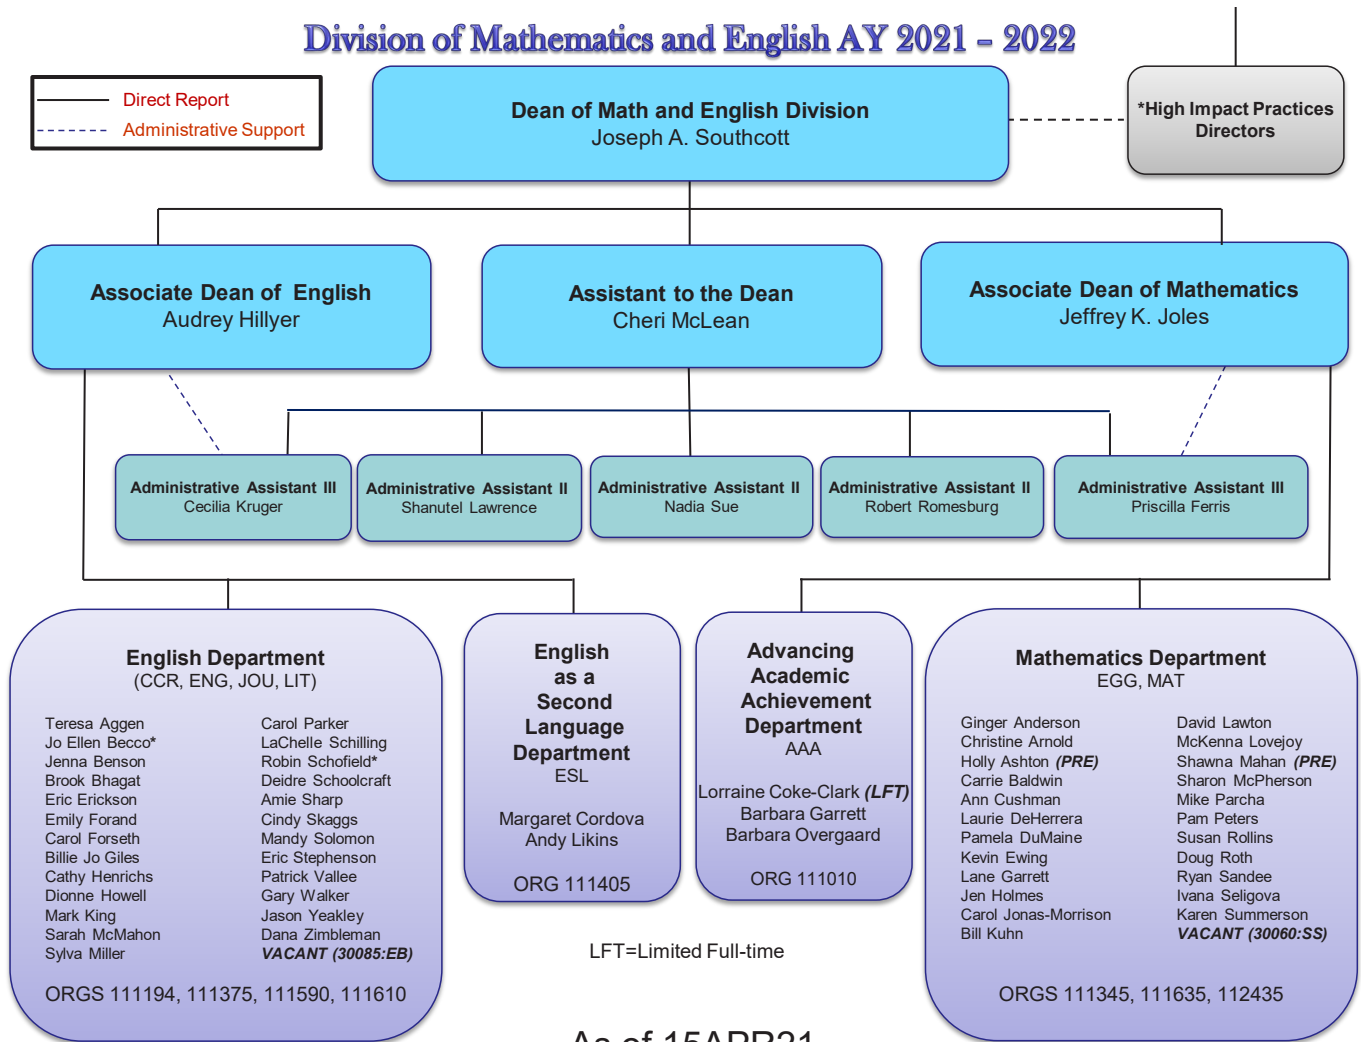 Division of Mathematics and English AY 2021 – 2022
Direct Report
Administrative Support
Dean of Math and English Division
Joseph A. Southcott
*High Impact Practices
Directors
Associate Dean of English
Audrey Hillyer
Assistant to the Dean
Cheri McLean
Associate Dean of Mathematics
Jeffrey K. Joles
Administrative Assistant III
Cecilia Kruger
Administrative Assistant II
Shanutel Lawrence
Administrative Assistant II
Nadia Sue
Administrative Assistant II
Robert Romesburg
Administrative Assistant III
Priscilla Ferris
English Department
(CCR, ENG, JOU, LIT)
Teresa Aggen
Jo Ellen Becco*
Jenna Benson
Brook Bhagat
Eric Erickson
Emily Forand
Carol Forseth
Billie Jo Giles
Cathy Henrichs
Dionne Howell
Mark King
Sarah McMahon
Sylva Miller
Carol Parker
LaChelle Schilling
Robin Schofield*
Deidre Schoolcraft
Amie Sharp
Cindy Skaggs
Mandy Solomon
Eric Stephenson
Patrick Vallee
Gary Walker
Jason Yeakley
Dana Zimbleman
VACANT (30085:EB)
ORGS 111194, 111375, 111590, 111610
English
as a
Second
Language
Department
ESL
Margaret Cordova
Andy Likins
ORG 111405
Advancing
Academic
Achievement
Department
AAA
Lorraine Coke-Clark (LFT)
Barbara Garrett
Barbara Overgaard
ORG 111010
Mathematics Department
EGG, MAT
Ginger Anderson
Christine Arnold
Holly Ashton (PRE)
Carrie Baldwin
Ann Cushman
Laurie DeHerrera
Pamela DuMaine
Kevin Ewing
Lane Garrett
Jen Holmes
Carol Jonas-Morrison
Bill Kuhn
David Lawton
McKenna Lovejoy
Shawna Mahan (PRE)
Sharon McPherson
Mike Parcha
Pam Peters
Susan Rollins
Doug Roth
Ryan Sandee
Ivana Seligova
Karen Summerson
VACANT (30060:SS)
ORGS 111345, 111635, 112435
LFT=Limited Full-time
As of 15APR21